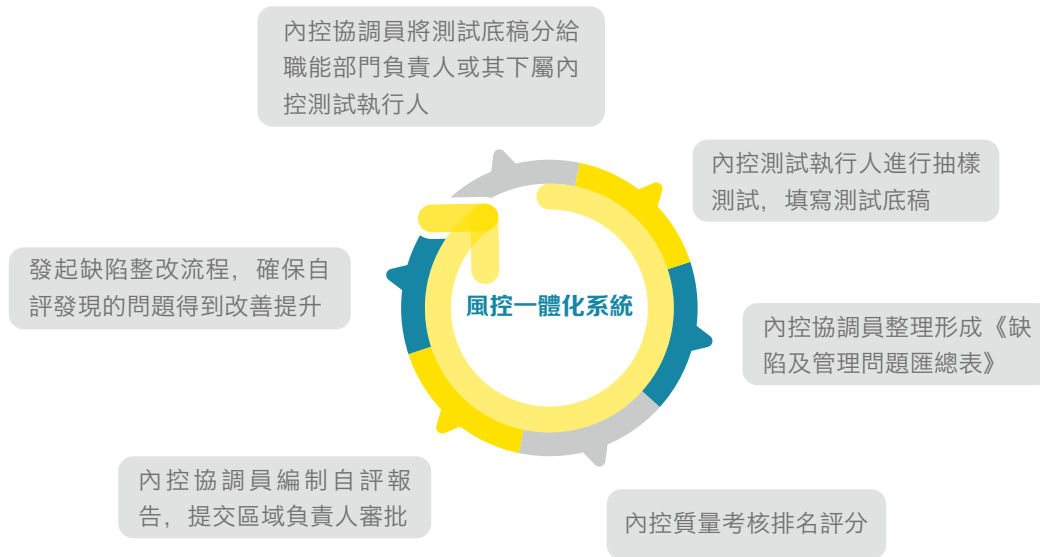 內控協調員將測試底稿分給
職能部門負責人或其下屬內
控測試執行人
內控測試執行人進行抽樣
測試，填寫測試底稿
發起缺陷整改流程，確保自
評發現的問題得到改善提升
風控一體化系統
內控協調員整理形成《缺
陷及管理問題匯總表》
內控協調員編制自評報
告，提交區域負責人審批
內控質量考核排名評分